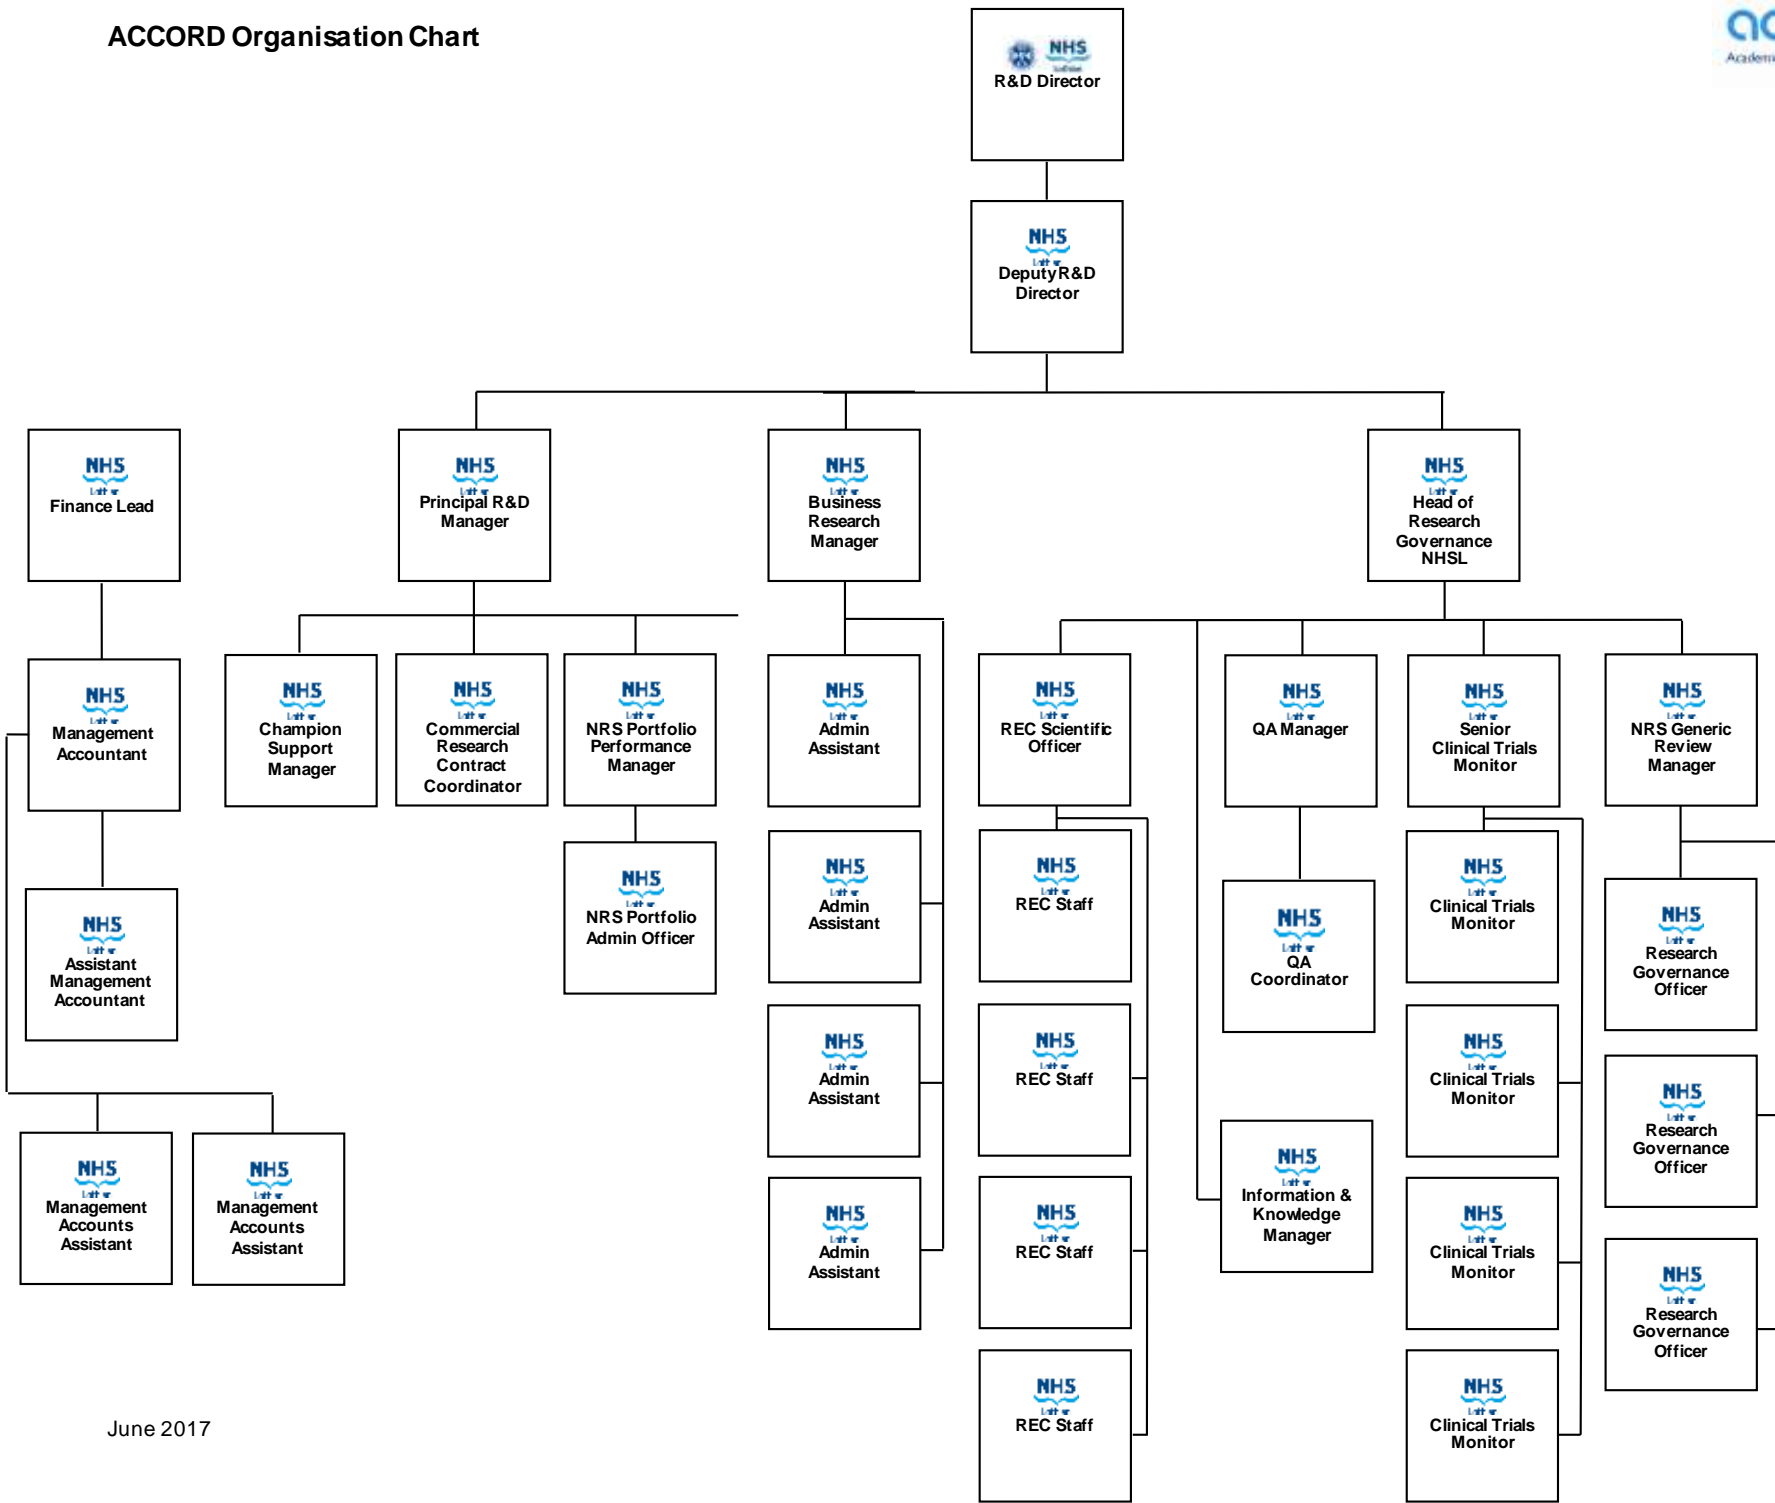 ACCORD Organisation Chart
NHS
R&D Director
NHS
Deputy R&D
Director
NHS
Finance Lead
NHS
Principal R&D
Manager
NHS
Business
Research
Manager
NHS
Head of
Research
Governance
NHSL
NHS
Management
Accountant
NHS
Champion
Support
Manager
NHS
Commercial
Research
Contract
Coordinator
NHS
NRS Portfolio
Performance
Manager
NHS
Admin
Assistant
NHS
REC Scientific
Officer
NHS
QA Manager
NHS
Senior
Clinical Trials
Monitor
NHS
NRS Generic
Review
Manager
NHS
Assistant
Management
Accountant
NHS
NRS Portfolio
Admin Officer
NHS
Admin
Assistant
NHS
REC Staff
NHS
QA
Coordinator
NHS
Clinical Trials
Monitor
NHS
Research
Governance
Officer
NHS
Admin
Assistant
NHS
REC Staff
NHS
Clinical Trials
Monitor
NHS
Research
Governance
Officer
NHS
Management
Accounts
Assistant
NHS
Management
Accounts
Assistant
NHS
Admin
Assistant
NHS
REC Staff
NHS
Information &
Knowledge
Manager
NHS
Clinical Trials
Monitor
NHS
Research
Governance
Officer
NHS
REC Staff
NHS
Clinical Trials
Monitor
June 2017